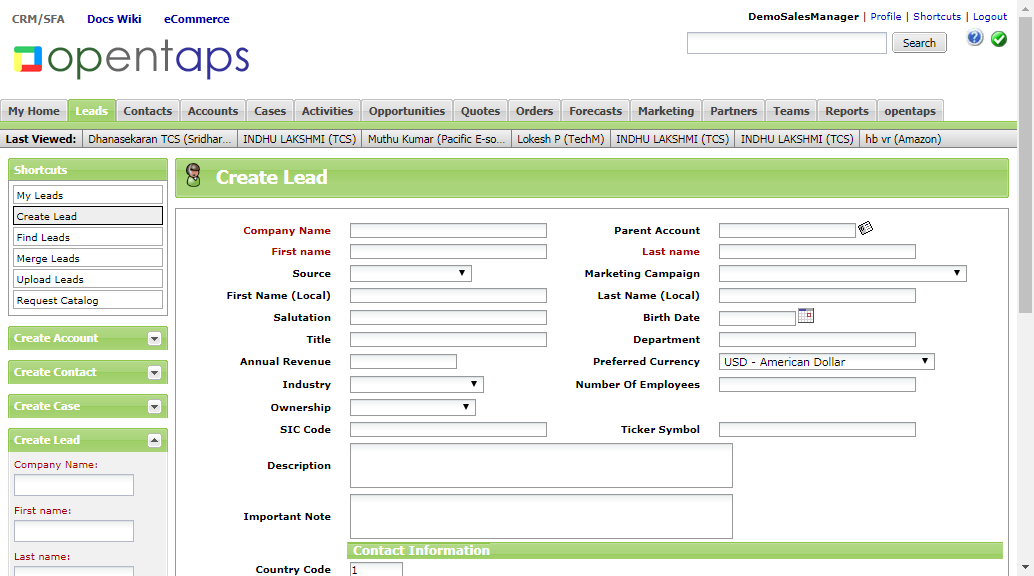 CRM/SFA Docs Wiki eCommerce
DemoSalesManager | Profile | Shortcuts | Logout
opentaps
Search
My Home Leads Contacts Accounts Cases Activities Opportunities Quotes Orders Forecasts Marketing Partners Teams Reports opentaps
Last Viewed: Dhanasekaran TCS (Sridhar... INDHU LAKSHMI (TCS) Muthu Kumar (Pacific E-so... Lokesh P (TechM) INDHU LAKSHMI (TCS) INDHU LAKSHMI (TCS) hb vr (Amazon)
Shortcuts
My Leads
Create Lead
Find Leads
Merge Leads
Upload Leads
Request Catalog
Create Account
Create Contact
Create Case
Create Lead
Company Name:
First name:
Last name:
Create Lead
Company Name Parent Account
First name Last name
Source Marketing Campaign
First Name (Local) Last Name (Local)
Salutation Birth Date
Title Department
Annual Revenue Preferred Currency USD - American Dollar
Industry Number Of Employees
Ownership
SIC Code Ticker Symbol
Description
Important Note
Contact Information
Country Code 1